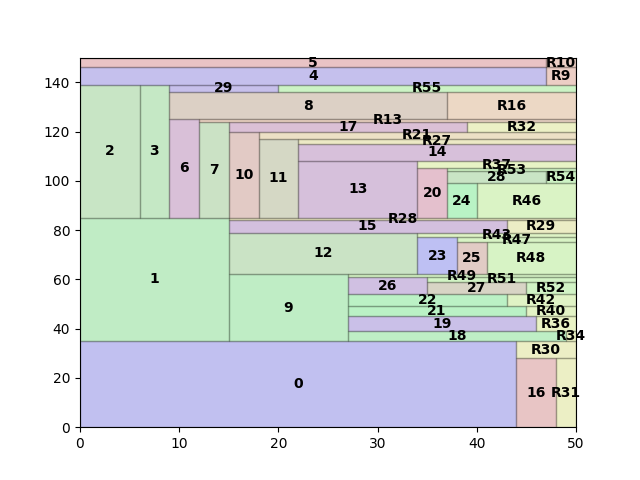 5 R10
140 4 R9
29 R55
8 R16
R13
120 17 R32
R21
R27
14
2 3 6 7 10 11 R37
R53
28 R54
100 13 20 24 R46
R28
80 15 R29
R43
R47
12 23 25 R48
60 1 R49 R51
26 27 R52
22 R42
9 21 R40
40 19 R36
18 R34
R30
20 0 16 R31
0
0 10 20 30 40 50